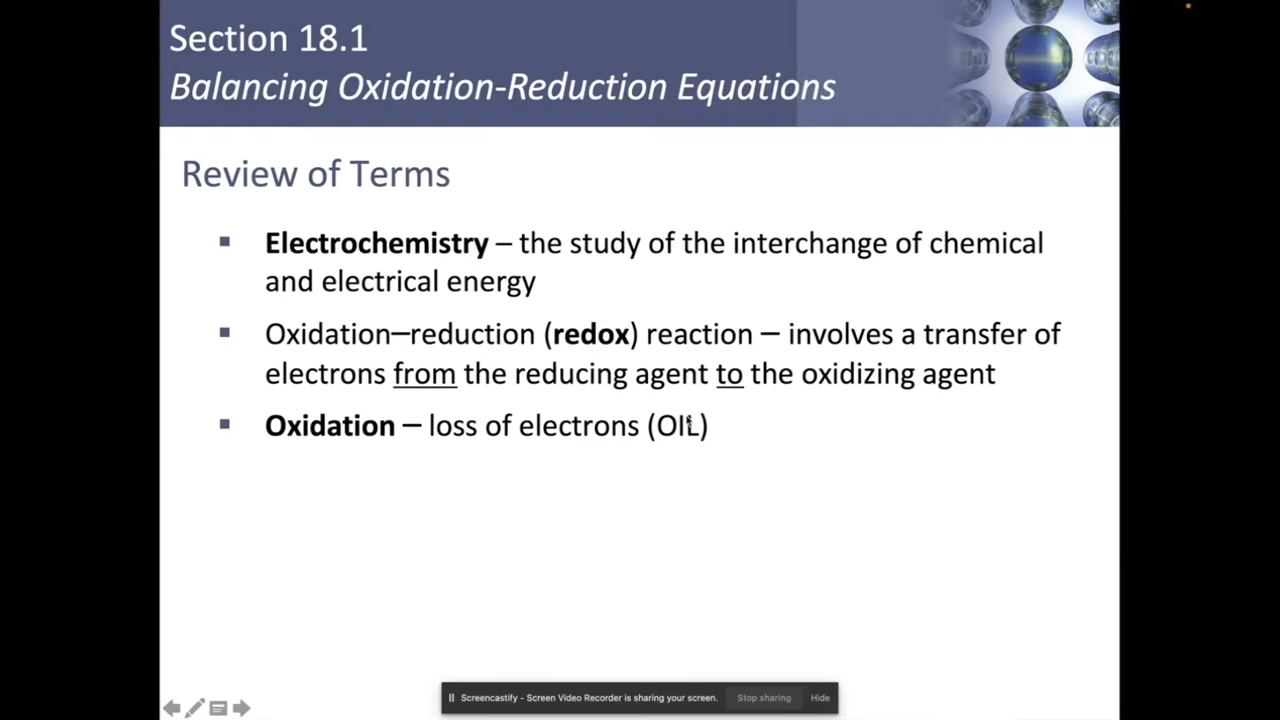 Section 18.1
Balancing Oxidation-Reduction Equations
Review of Terms
Electrochemistry – the study of the interchange of chemical
and electrical energy
Oxidation–reduction (redox) reaction – involves a transfer of
electrons from the reducing agent to the oxidizing agent
Oxidation – loss of electrons (OIL)
Screencastify - Screen Video Recorder is sharing your screen. Stop sharing Hide